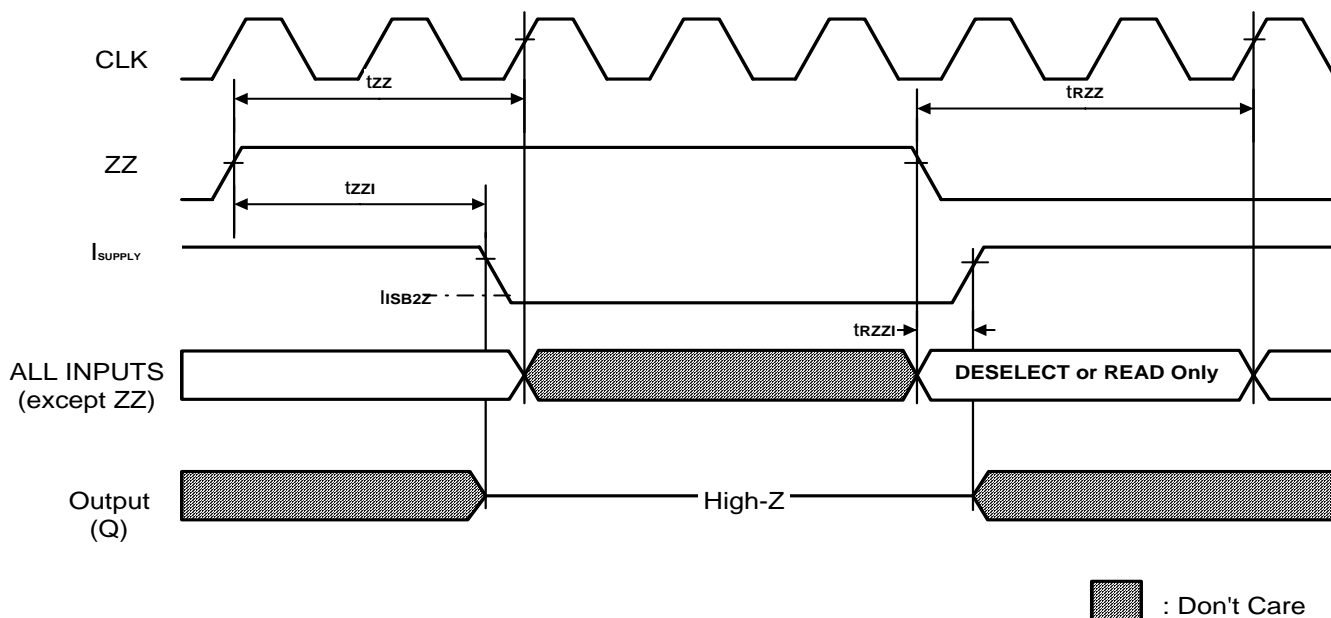 CLK
tZZ
tRZZ
ZZ
tZZI
ISUPPLY
IISB2Z
tRZZI
ALL INPUTS
(except ZZ)
DESELECT or READ Only
Output
(Q)
High-Z
: Don't Care